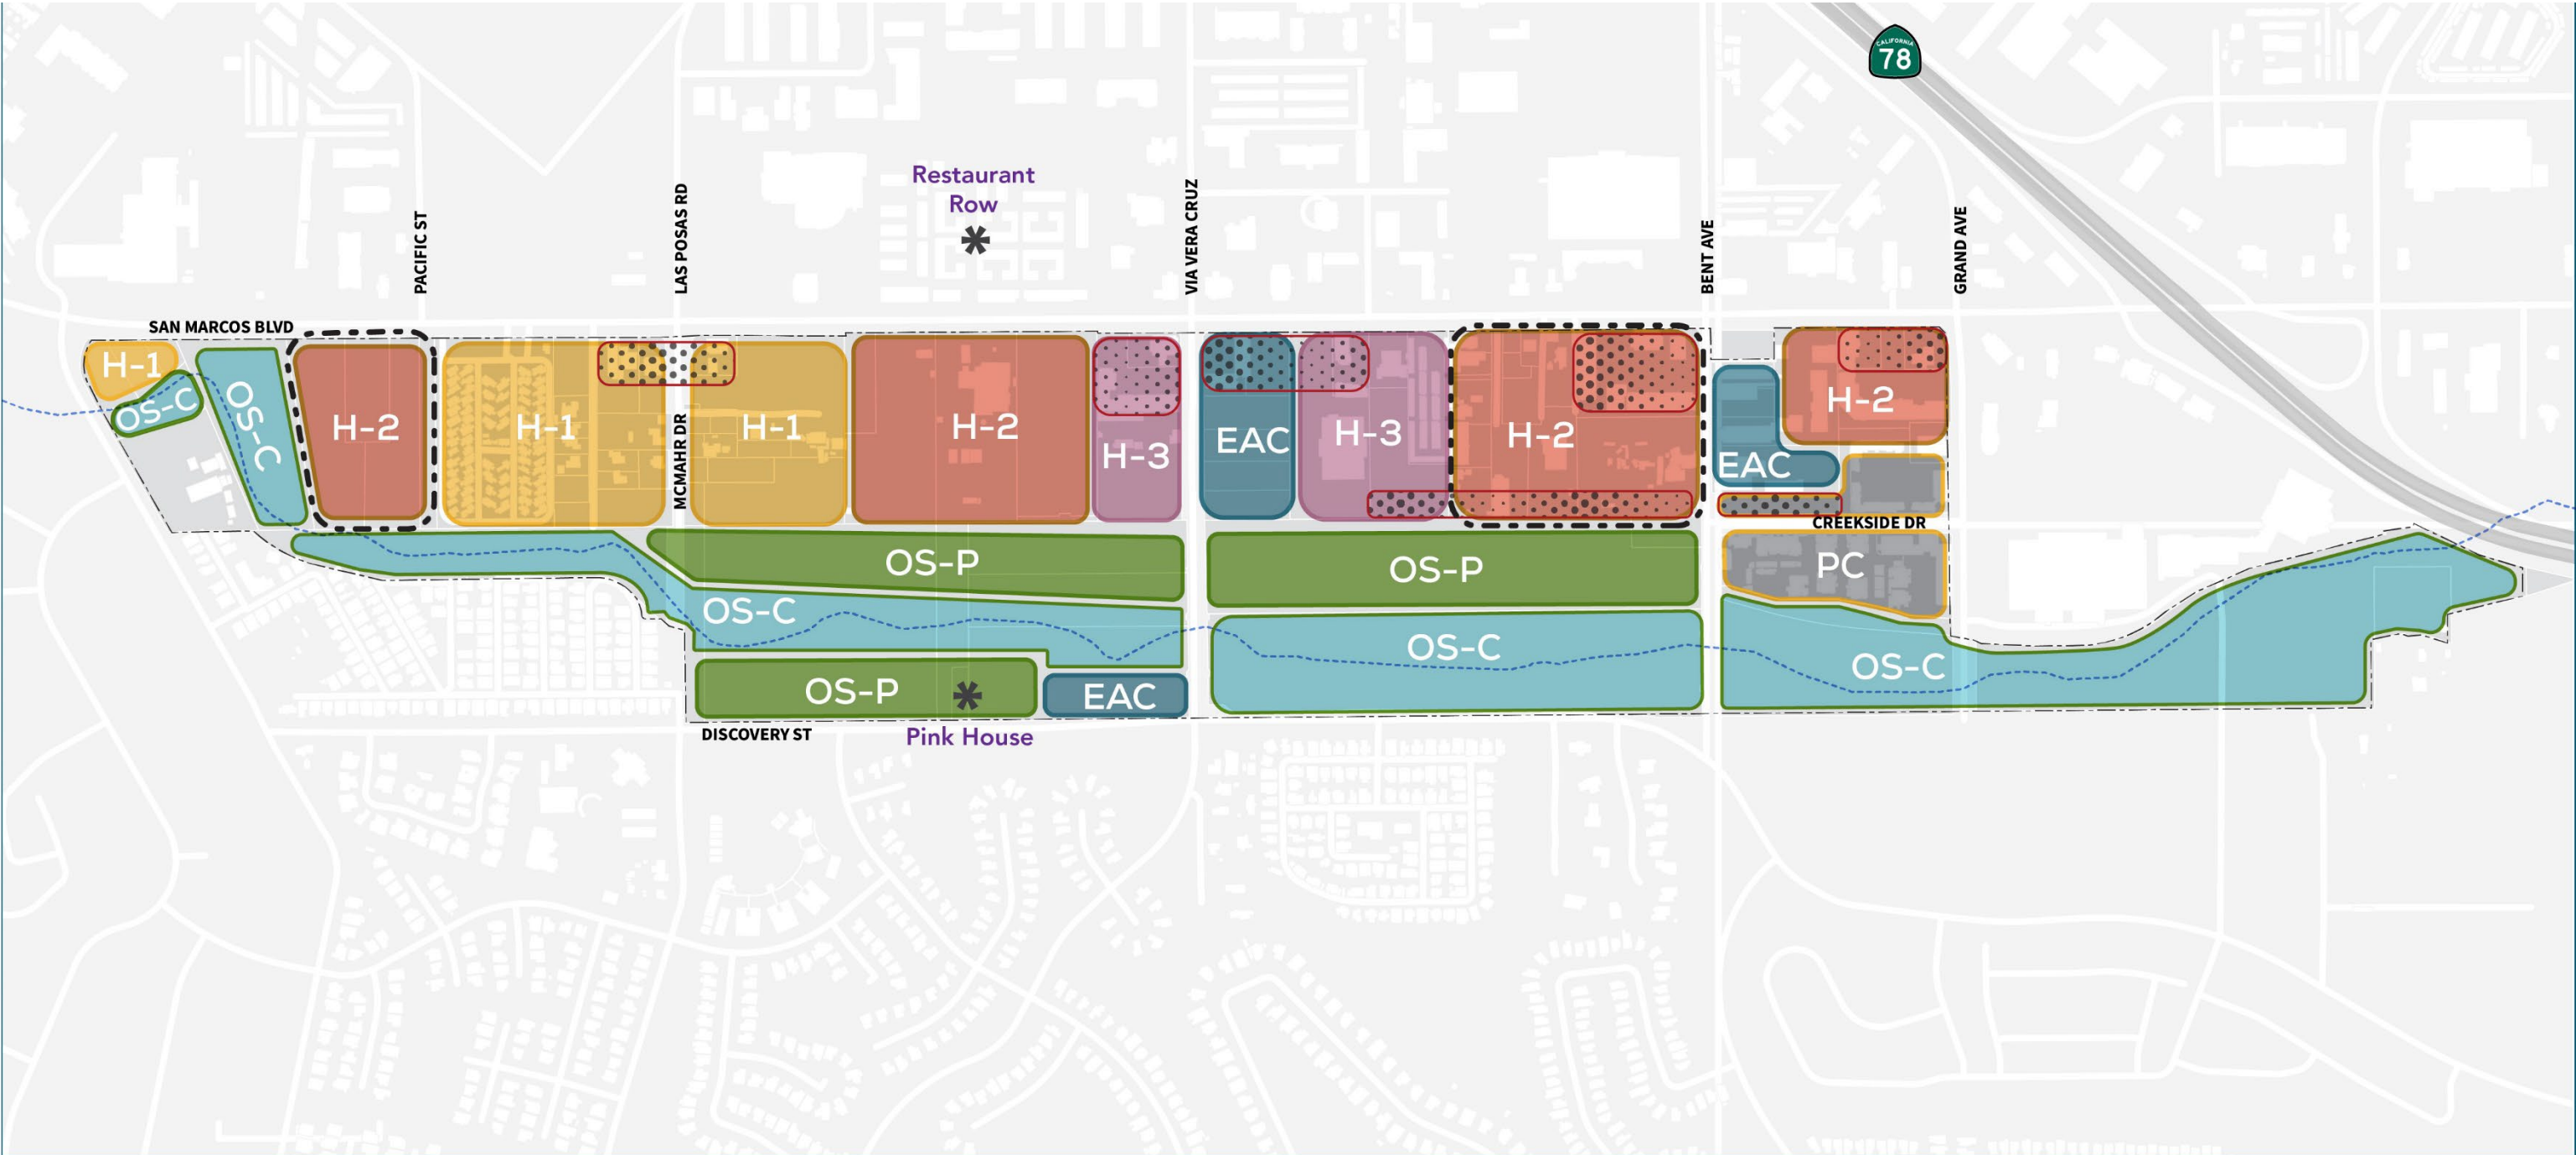 CALIFORNIA
78
Restaurant
Row
PACIFIC ST
LAS POSAS RD
VIA VERA CRUZ
BENT AVE
GRAND AVE
SAN MARCOS BLVD
H-1
OS-C
OS-C
H-2
H-1
MCMAHR DR
H-1
H-2
H-3
EAC
H-3
H-2
EAC
H-2
CREEKSIDE DR
OS-P
OS-P
PC
OS-C
OS-C
OS-C
OS-P
EAC
DISCOVERY ST
Pink House